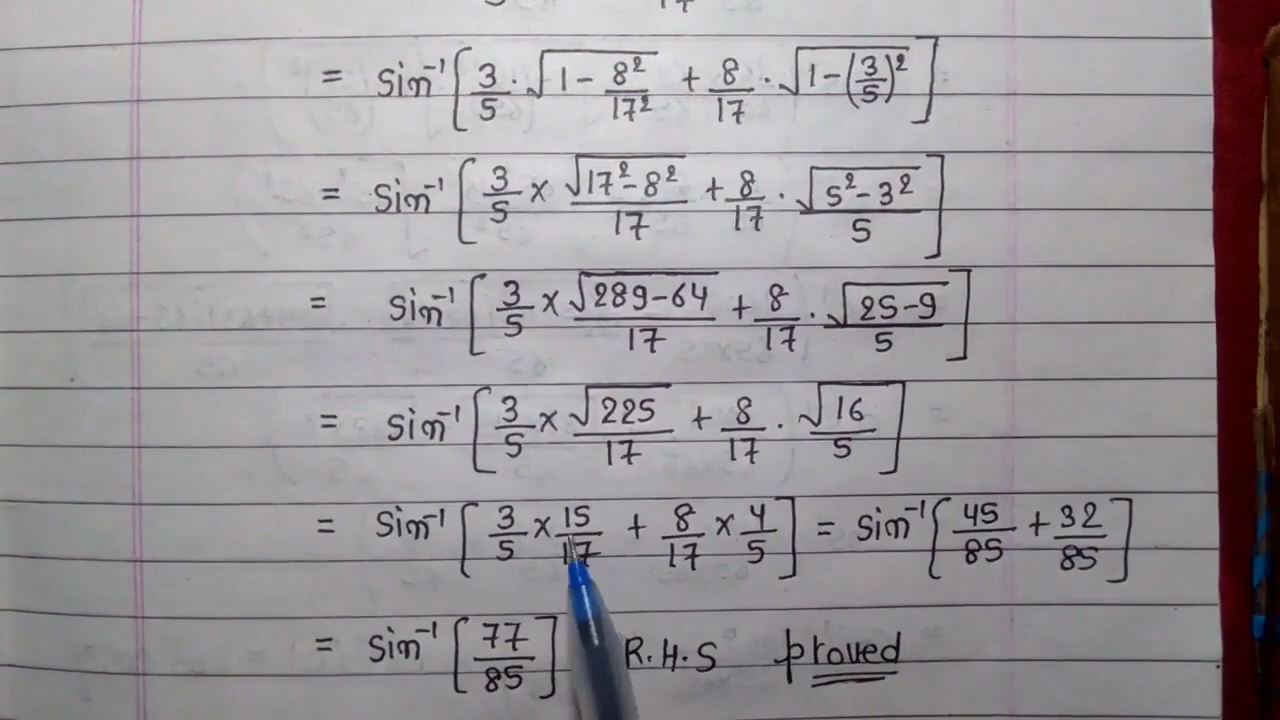 = Sin⁻¹[3/5 · √(1 − 8²/17²) + 8/17 · √(1 − (3/5)²)]
= Sin⁻¹[3/5 × √(17² − 8²)/17 + 8/17 · √(5² − 3²)/5]
= Sin⁻¹[3/5 × √(289 − 64)/17 + 8/17 · √(25 − 9)/5]
= Sin⁻¹[3/5 × √225/17 + 8/17 · √16/5]
= Sin⁻¹[3/5 × 15/17 + 8/17 × 4/5] = Sin⁻¹[45/85 + 32/85]
= Sin⁻¹[77/85] R.H.S proved